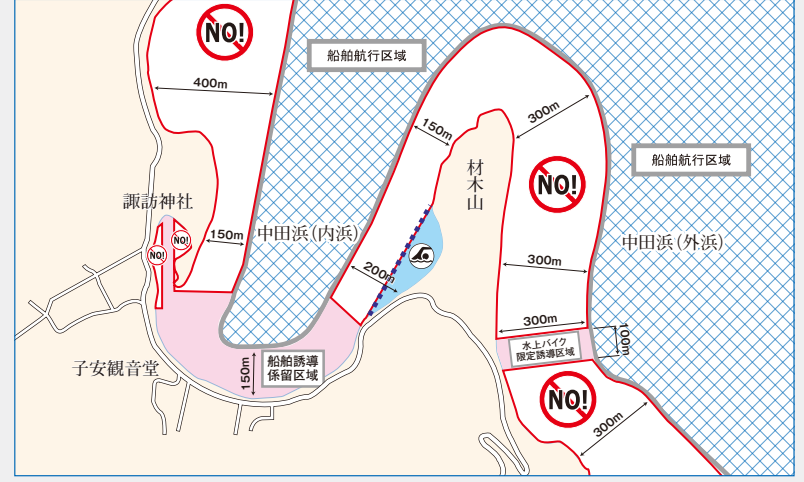 NO!
船舶航行区域
400m
300m
150m
船舶航行区域
材木山
NO!
諏訪神社
NO!
NO!
150m
中田浜(内浜)
中田浜(外浜)
200m
300m
300m
100m
水上バイク
限定誘導区域
子安観音堂
150m
船舶誘導
係留区域
NO!
300m